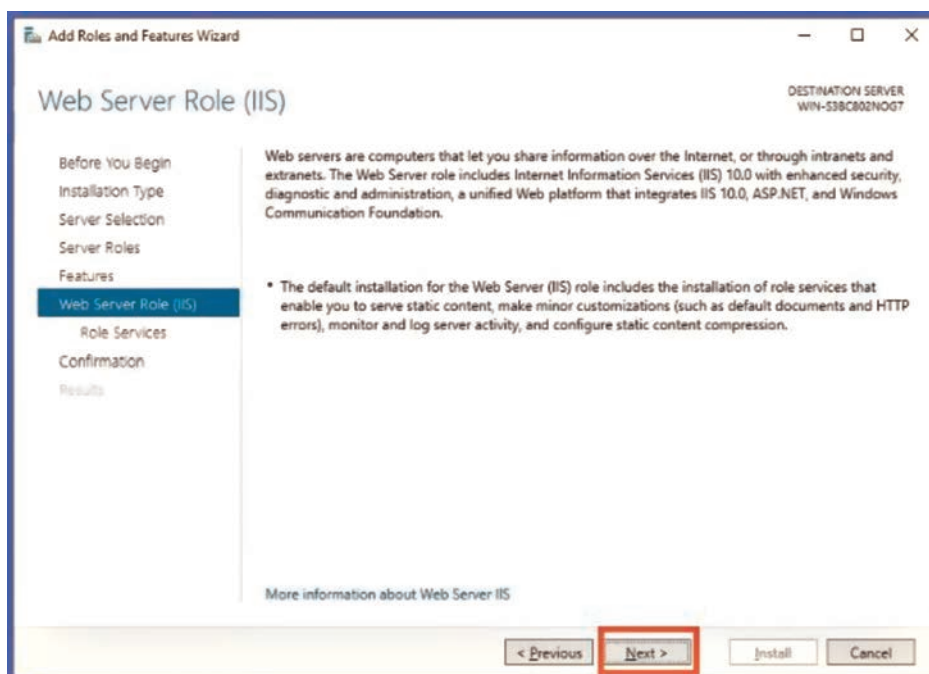 Add Roles and Features Wizard
Web Server Role (IIS)
DESTINATION SERVER
WIN-S3BC802NOG7
Before You Begin
Installation Type
Server Selection
Server Roles
Features
Web Server Role (IIS)
Role Services
Confirmation
Results
Web servers are computers that let you share information over the Internet, or through intranets and
extranets. The Web Server role includes Internet Information Services (IIS) 10.0 with enhanced security,
diagnostic and administration, a unified Web platform that integrates IIS 10.0, ASP.NET, and Windows
Communication Foundation.
• The default installation for the Web Server (IIS) role includes the installation of role services that
enable you to serve static content, make minor customizations (such as default documents and HTTP
errors), monitor and log server activity, and configure static content compression.
More information about Web Server IIS
< Previous
Next >
Install
Cancel